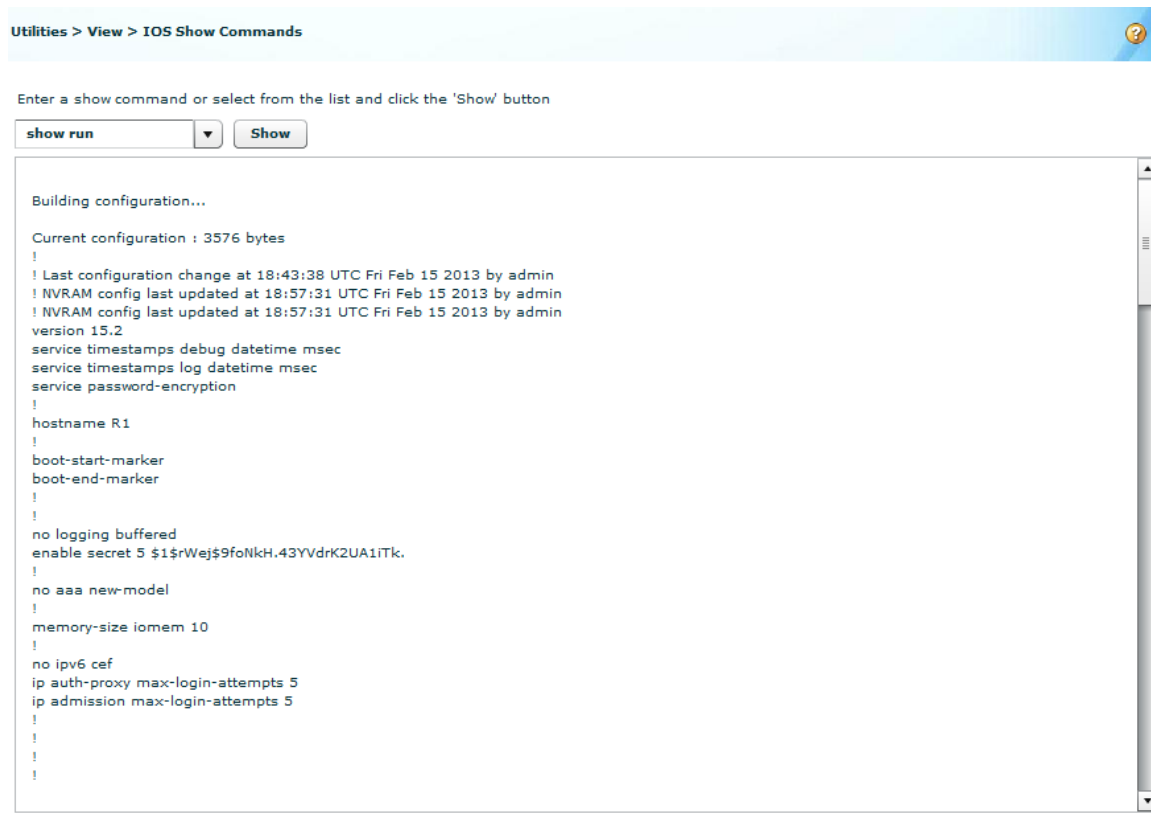 Utilities > View > IOS Show Commands
?
Enter a show command or select from the list and click the 'Show' button
show run
Show
Building configuration...
Current configuration : 3576 bytes
!
! Last configuration change at 18:43:38 UTC Fri Feb 15 2013 by admin
! NVRAM config last updated at 18:57:31 UTC Fri Feb 15 2013 by admin
! NVRAM config last updated at 18:57:31 UTC Fri Feb 15 2013 by admin
version 15.2
service timestamps debug datetime msec
service timestamps log datetime msec
service password-encryption
!
hostname R1
!
boot-start-marker
boot-end-marker
!
!
no logging buffered
enable secret 5 $1$rWej$9foNkH.43YVdrK2UA1iTk.
!
no aaa new-model
!
memory-size iomem 10
!
no ipv6 cef
ip auth-proxy max-login-attempts 5
ip admission max-login-attempts 5
!
!
!
!